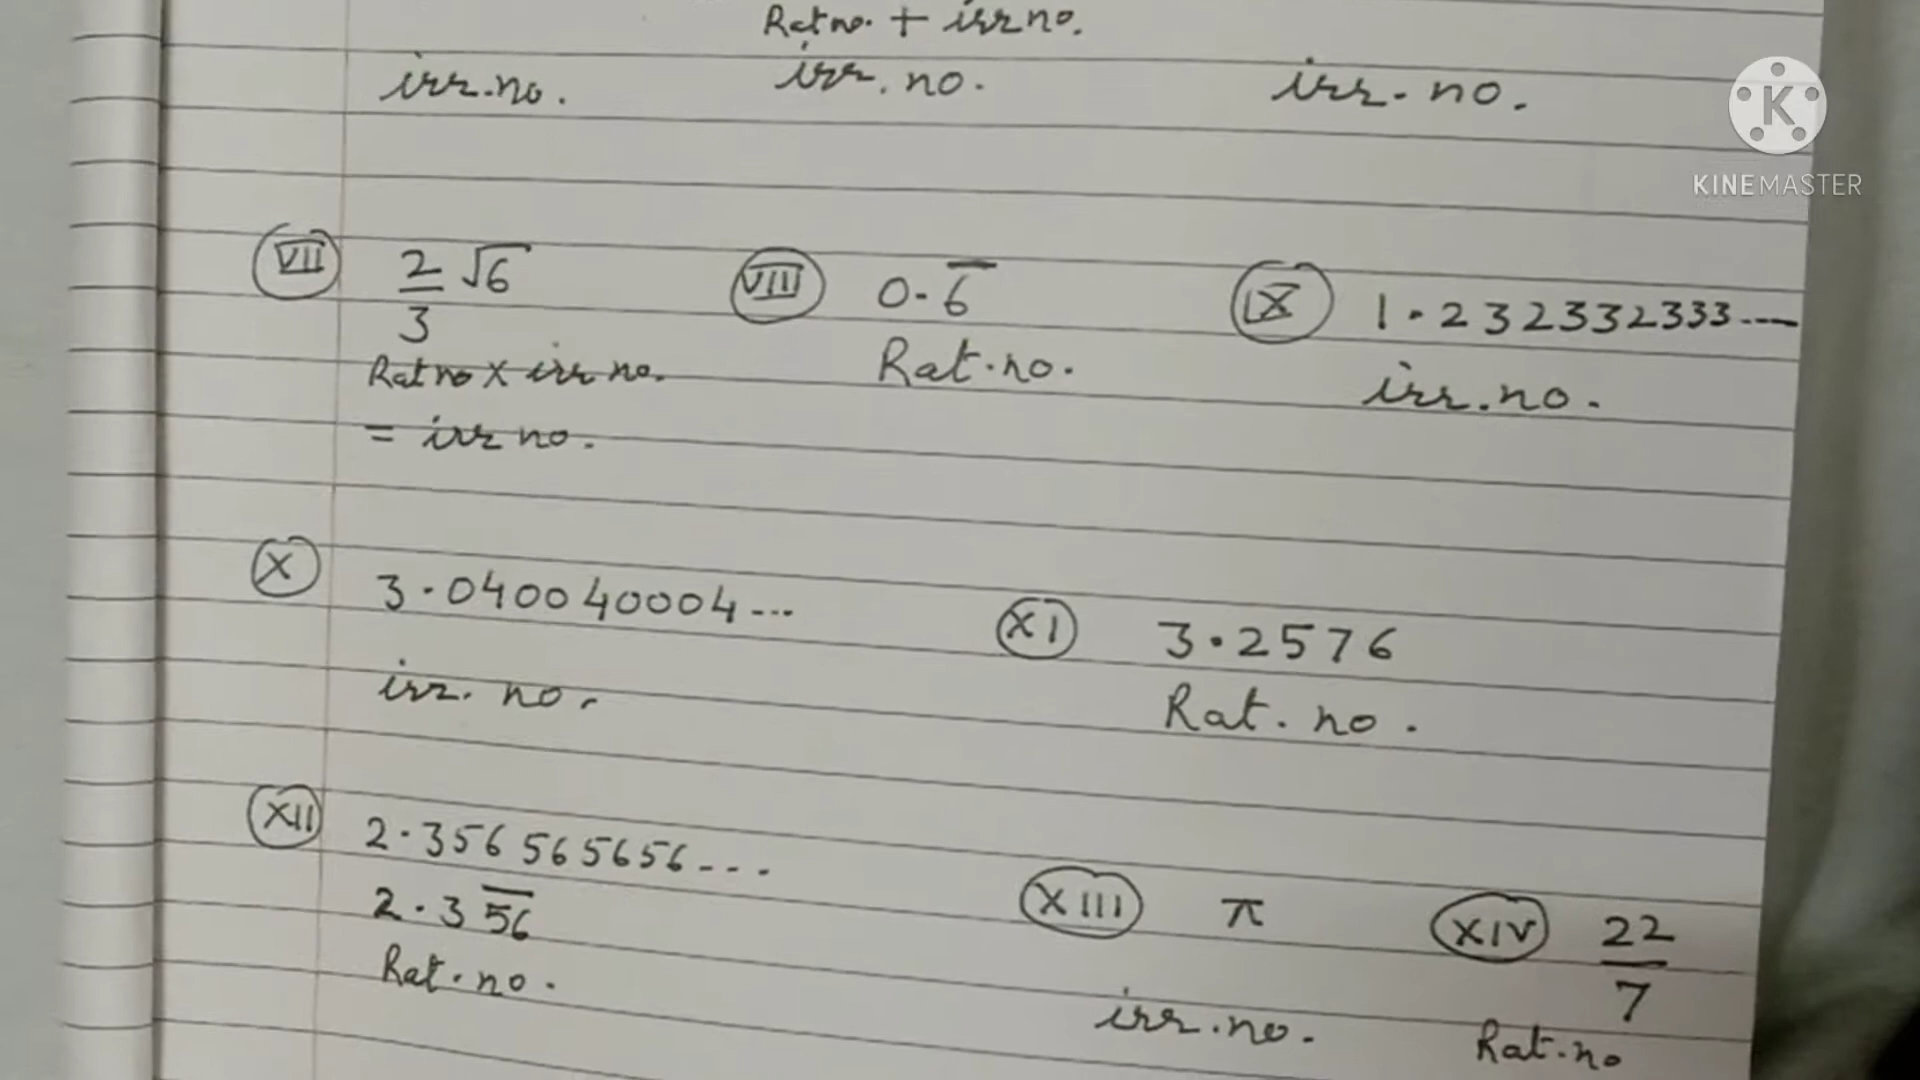 Rat no. + irr no.
irr. no. irr. no. irr. no.
K
KINEMASTER
VII 2/3 √6 VIII 0.6̅ IX 1.232332333---
Rat no × irr no. Rat. no. irr. no.
= irr no.
X 3.040040004--- XI 3.2576
irr. no. Rat. no.
XII 2.356565656--- XIII π XIV 22/7
2.35̅6̅
Rat. no. irr. no. Rat. no